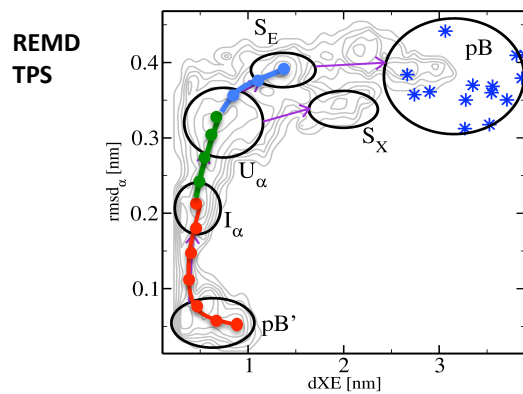 REMD
TPS
S_E
pB
S_X
U_α
I_α
pB'
rmsd_α [nm]
0.4
0.3
0.2
0.1
1
2
3
dXE [nm]